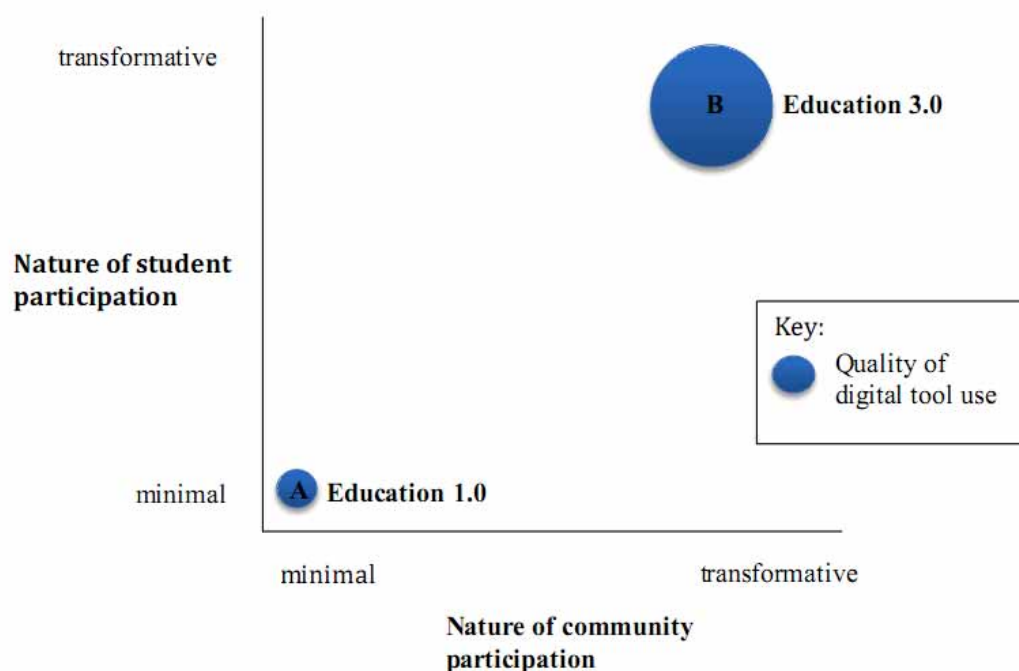 transformative
B
Education 3.0
Nature of student
participation
Key:
Quality of
digital tool use
minimal
A
Education 1.0
minimal
transformative
Nature of community
participation